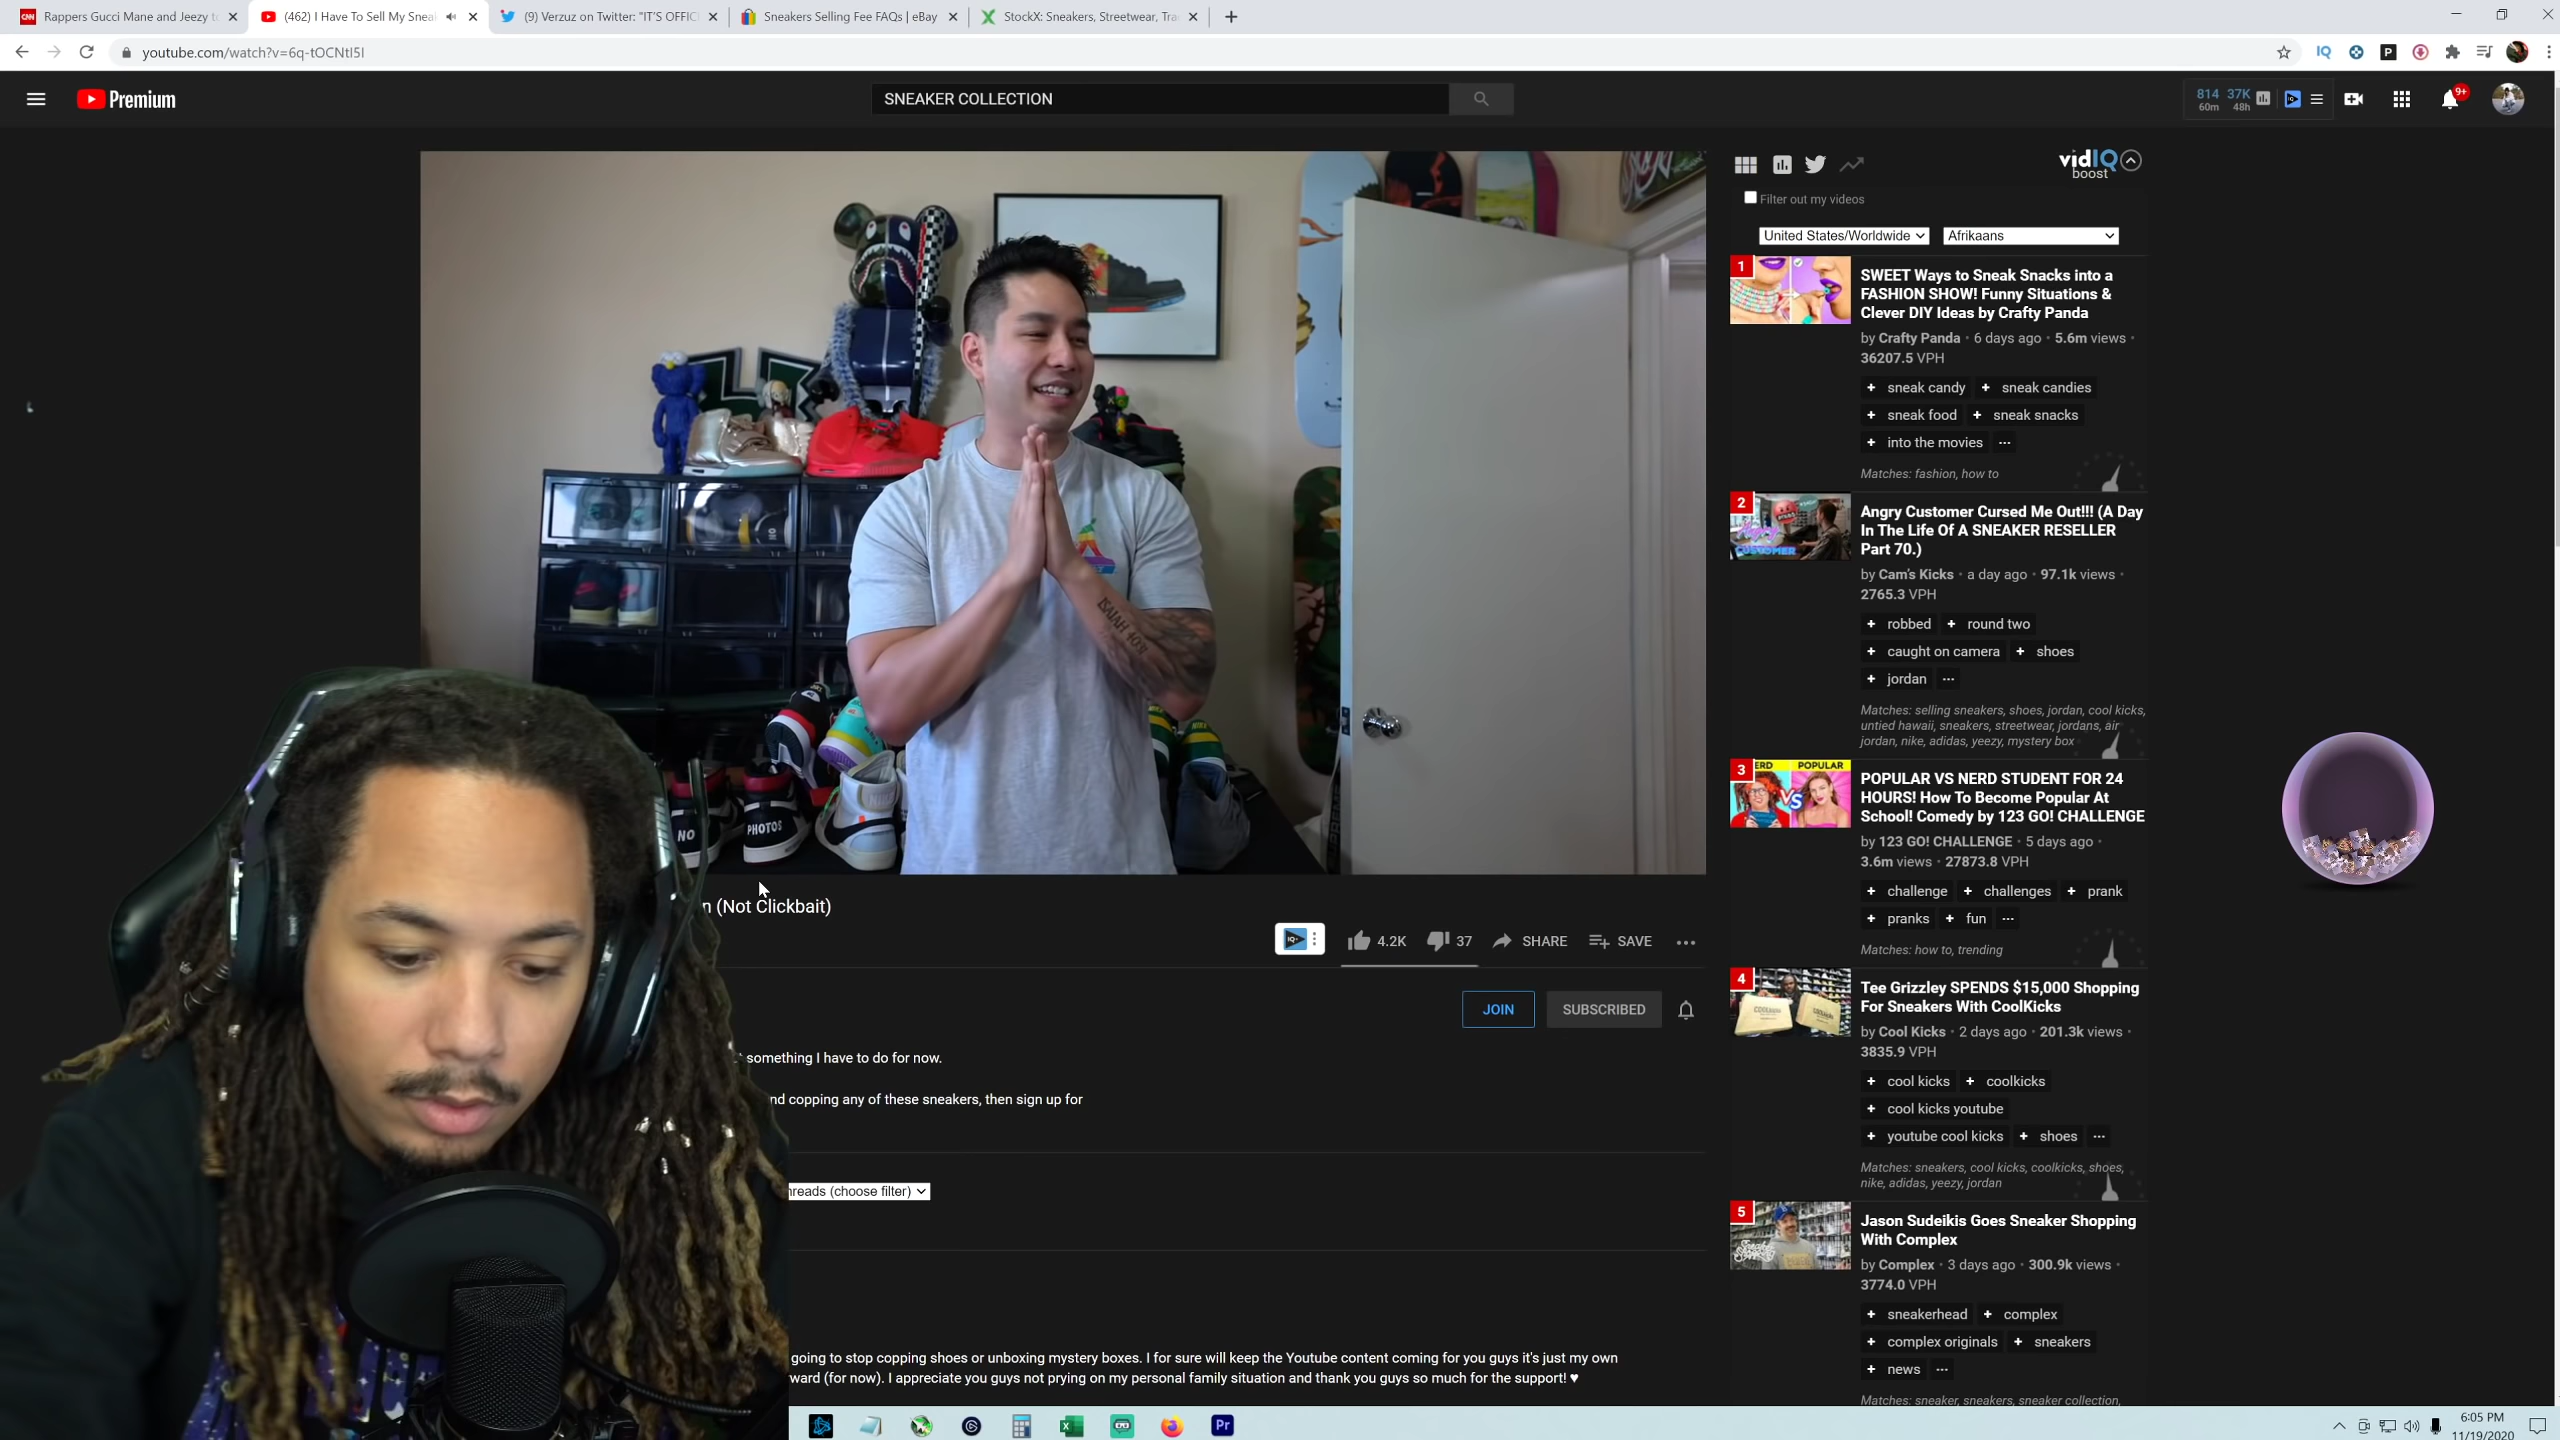 Rappers Gucci Mane and Jeezy to
(462) I Have To Sell My Sneak
(9) Verzuz on Twitter: "IT'S OFFIC
Sneakers Selling Fee FAQs | eBay
StockX: Sneakers, Streetwear, Tra
youtube.com/watch?v=6q-tOCNtI5I
Premium
SNEAKER COLLECTION
814 37K
60m 48h
9+
vidIQ
boost
Filter out my videos
United States/Worldwide
Afrikaans
1
SWEET Ways to Sneak Snacks into a
FASHION SHOW! Funny Situations &
Clever DIY Ideas by Crafty Panda
by Crafty Panda • 6 days ago • 5.6m views •
36207.5 VPH
+ sneak candy + sneak candies
+ sneak food + sneak snacks
+ into the movies ...
Matches: fashion, how to
2
Angry Customer Cursed Me Out!!! (A Day
In The Life Of A SNEAKER RESELLER
Part 70.)
by Cam's Kicks • a day ago • 97.1k views •
2765.3 VPH
+ robbed + round two
+ caught on camera + shoes
+ jordan ...
Matches: selling sneakers, shoes, jordan, cool kicks,
untied hawaii, sneakers, streetwear, jordans, air
jordan, nike, adidas, yeezy, mystery box
3
POPULAR
VS
POPULAR VS NERD STUDENT FOR 24
HOURS! How To Become Popular At
School! Comedy by 123 GO! CHALLENGE
by 123 GO! CHALLENGE • 5 days ago •
3.6m views • 27873.8 VPH
+ challenge + challenges + prank
+ pranks + fun ...
Matches: how to, trending
4
Tee Grizzley SPENDS $15,000 Shopping
For Sneakers With CoolKicks
by Cool Kicks • 2 days ago • 201.3k views •
3835.9 VPH
+ cool kicks + coolkicks
+ cool kicks youtube
+ youtube cool kicks + shoes ...
Matches: sneakers, cool kicks, coolkicks, shoes,
nike, adidas, yeezy, jordan
5
Jason Sudeikis Goes Sneaker Shopping
With Complex
by Complex • 3 days ago • 300.9k views •
3774.0 VPH
+ sneakerhead + complex
+ complex originals + sneakers
+ news ...
Matches: sneaker, sneakers, sneaker collection,
ISAIAH
NO
PHOTOS
n (Not Clickbait)
4.2K 37 SHARE SAVE ...
JOIN
SUBSCRIBED
something I have to do for now.
nd copping any of these sneakers, then sign up for
hreads (choose filter)
going to stop copping shoes or unboxing mystery boxes. I for sure will keep the Youtube content coming for you guys it's just my own
ward (for now). I appreciate you guys not prying on my personal family situation and thank you guys so much for the support! ♥
Pr
6:05 PM
11/19/2020